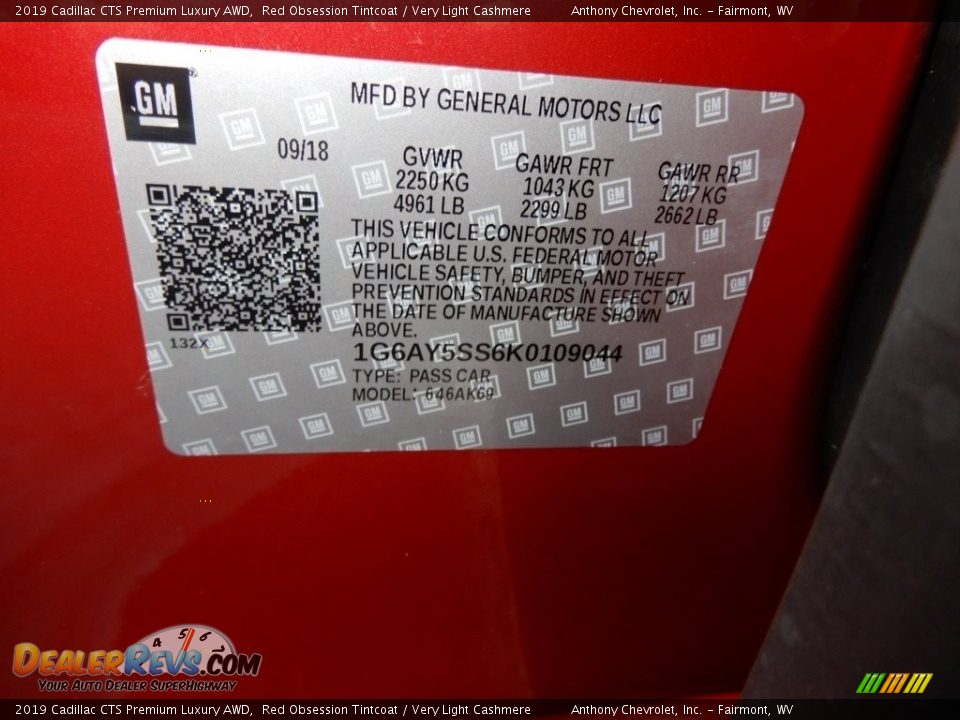 2019 Cadillac CTS Premium Luxury AWD,  Red Obsession Tintcoat / Very Light Cashmere        Anthony Chevrolet, Inc. – Fairmont, WV
GM®
MFD BY GENERAL MOTORS LLC
09/18
GVWR GAWR FRT GAWR RR
2250 KG 1043 KG 1207 KG
4961 LB 2299 LB 2662 LB
THIS VEHICLE CONFORMS TO ALL
APPLICABLE U.S. FEDERAL MOTOR
VEHICLE SAFETY, BUMPER, AND THEFT
PREVENTION STANDARDS IN EFFECT ON
THE DATE OF MANUFACTURE SHOWN
ABOVE.
132X
1G6AY5SS6K0109044
TYPE: PASS CAR
MODEL: 646AK69
4 5 6
DealerRevs.com
Your Auto Dealer SuperHighway
2019 Cadillac CTS Premium Luxury AWD,  Red Obsession Tintcoat / Very Light Cashmere        Anthony Chevrolet, Inc. – Fairmont, WV